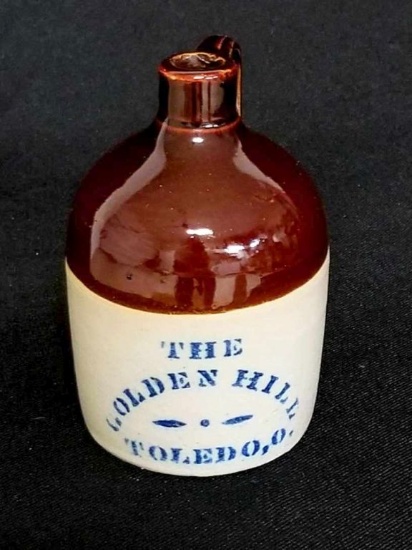 THE
GOLDEN HILL
TOLEDO, O.